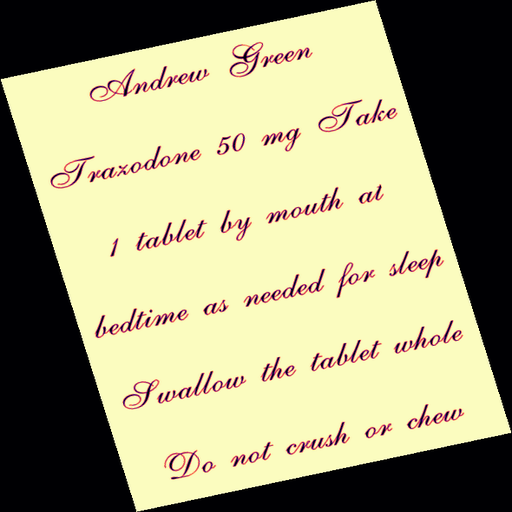 Andrew Green
Trazodone 50 mg Take
1 tablet by mouth at
bedtime as needed for sleep
Swallow the tablet whole
Do not crush or chew